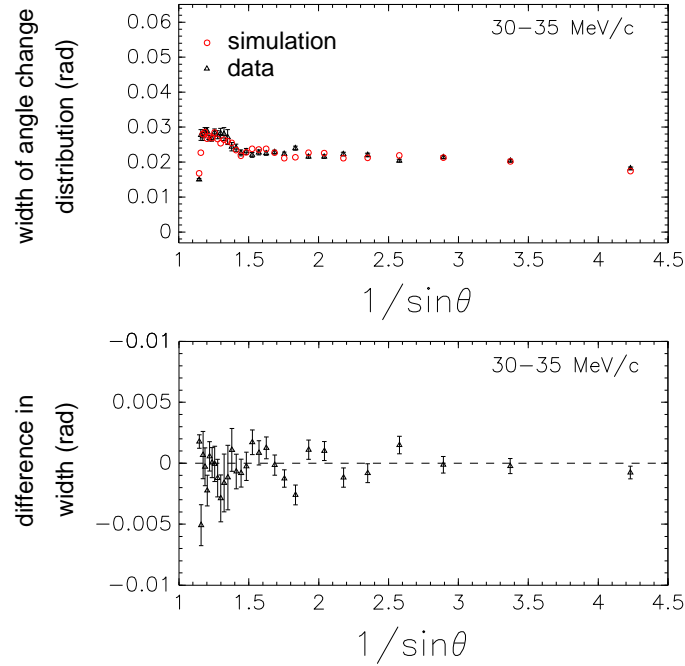 0.06
0.05
0.04
0.03
0.02
0.01
0
width of angle change
distribution (rad)
30−35 MeV/c
simulation
data
1 1.5 2 2.5 3 3.5 4 4.5
1/sinθ
−0.01
0.005
0
−0.005
−0.01
difference in
width (rad)
30−35 MeV/c
1 1.5 2 2.5 3 3.5 4 4.5
1/sinθ